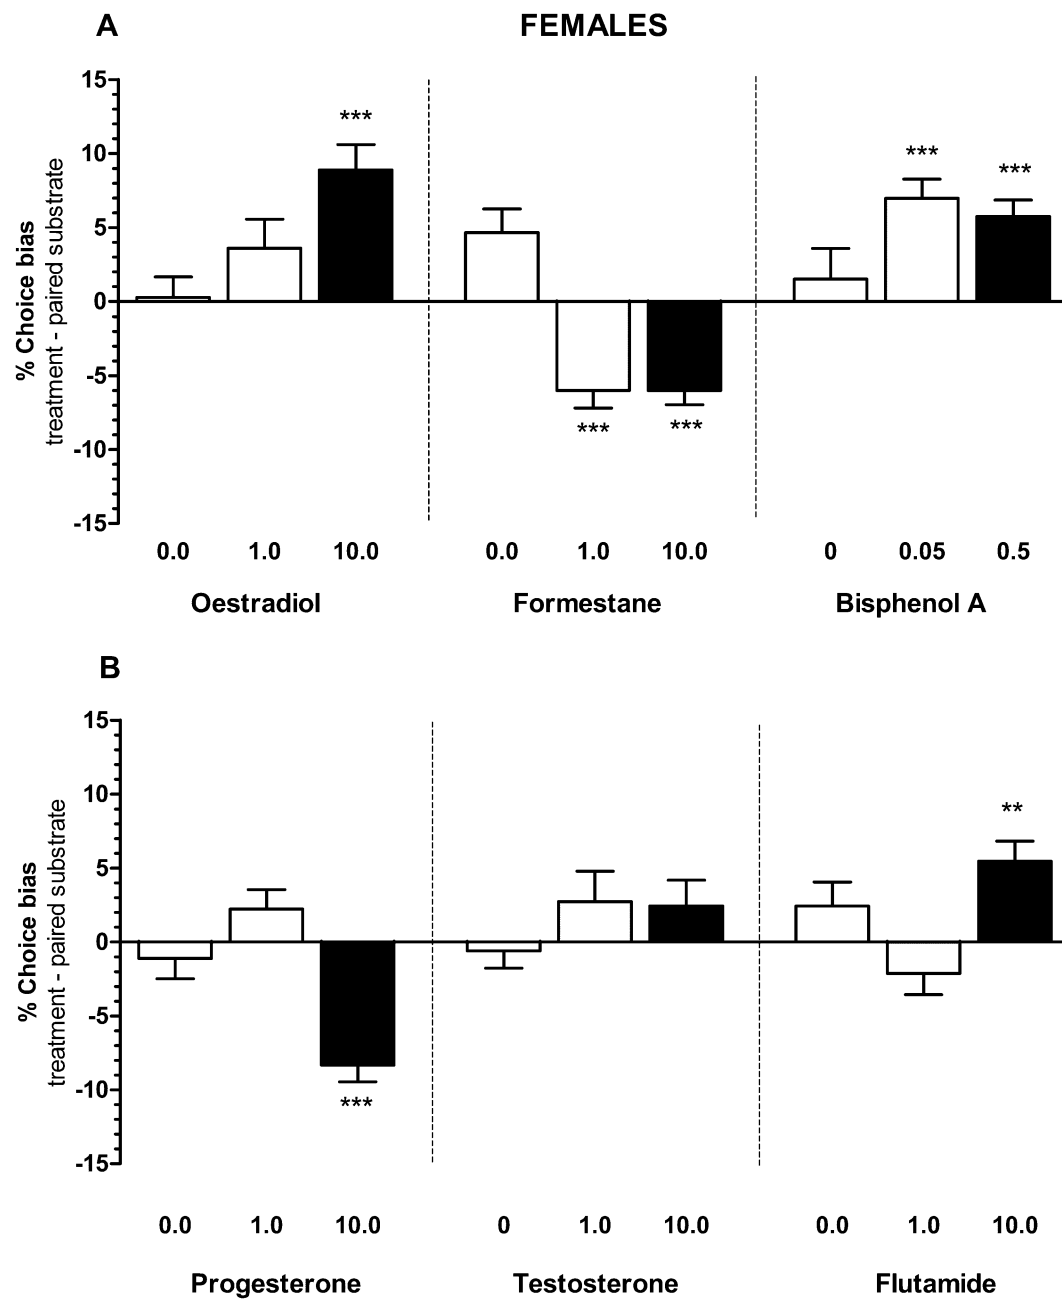 A
FEMALES
% Choice bias
treatment - paired substrate
15
10
5
0
-5
-10
-15
***
***
***
***
***
0.0 1.0 10.0 0.0 1.0 10.0 0 0.05 0.5
Oestradiol Formestane Bisphenol A
B
% Choice bias
treatment - paired substrate
15
10
5
0
-5
-10
-15
**
***
0.0 1.0 10.0 0 1.0 10.0 0.0 1.0 10.0
Progesterone Testosterone Flutamide